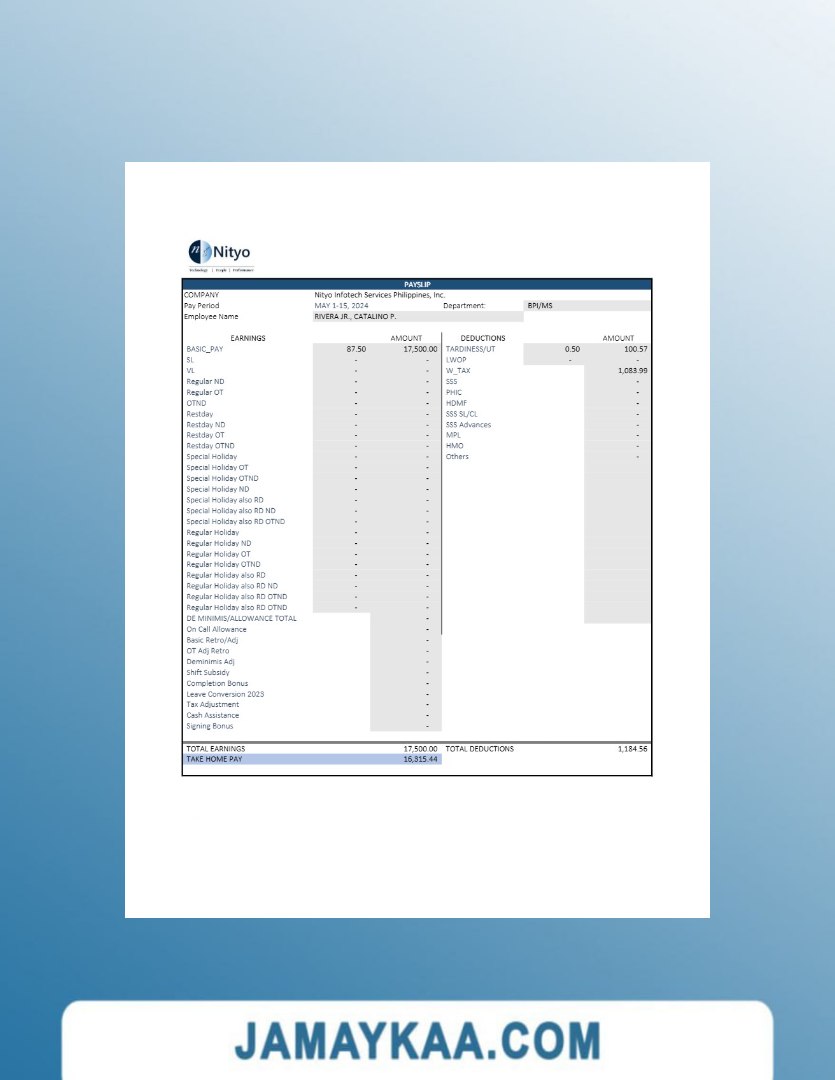 Nityo
Technology | People | Performance
PAYSLIP
COMPANY Nityo Infotech Services Philippines, Inc.
Pay Period MAY 1-15, 2024 Department: BPI/MS
Employee Name RIVERA JR., CATALINO P.
EARNINGS AMOUNT DEDUCTIONS AMOUNT
BASIC_PAY 87.50 17,500.00 TARDINESS/UT 0.50 100.57
SL - - LWOP - -
VL - - W_TAX 1,083.99
Regular ND - - SSS -
Regular OT - - PHIC -
OTND - - HDMF -
Restday - - SSS SL/CL -
Restday ND - - SSS Advances -
Restday OT - - MPL -
Restday OTND - - HMO -
Special Holiday - - Others -
Special Holiday OT - -
Special Holiday OTND - -
Special Holiday ND - -
Special Holiday also RD - -
Special Holiday also RD ND - -
Special Holiday also RD OTND - -
Regular Holiday - -
Regular Holiday ND - -
Regular Holiday OT - -
Regular Holiday OTND - -
Regular Holiday also RD - -
Regular Holiday also RD ND - -
Regular Holiday also RD OTND - -
Regular Holiday also RD OTND - -
DE MINIMIS/ALLOWANCE TOTAL -
On Call Allowance -
Basic Retro/Adj -
OT Adj Retro -
Deminimis Adj -
Shift Subsidy -
Completion Bonus -
Leave Conversion 2023 -
Tax Adjustment -
Cash Assistance -
Signing Bonus -
TOTAL EARNINGS 17,500.00 TOTAL DEDUCTIONS 1,184.56
TAKE HOME PAY 16,315.44
JAMAYKAA.COM